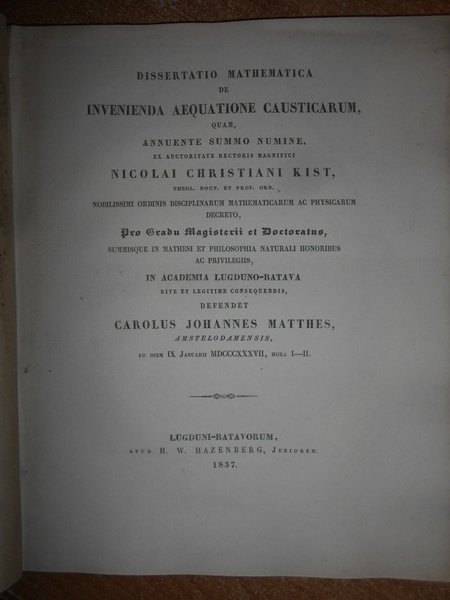 DISSERTATIO MATHEMATICA
DE
INVENIENDA AEQUATIONE CAUSTICARUM,
QUAM,
ANNUENTE SUMMO NUMINE,
EX AUCTORITATE RECTORIS MAGNIFICI
NICOLAI CHRISTIANI KIST,
THEOL. DOCT. ET PROF. ORD.
NOBILISSIMI ORDINIS DISCIPLINARUM MATHEMATICARUM AC PHYSICARUM
DECRETO,
Pro Gradu Magisterii et Doctoratus,
SUMMISQUE IN MATHESI ET PHILOSOPHIA NATURALI HONORIBUS
AC PRIVILEGIIS,
IN ACADEMIA LUGDUNO-BATAVA
RITE ET LEGITIME CONSEQUENDIS,
DEFENDET
CAROLUS JOHANNES MATTHES,
AMSTELODAMENSIS,
AD DIEM IX JANUARII MDCCCXXXVII, HORA I—II.
LUGDUNI-BATAVORUM,
APUD H. W. HAZENBERG, JUNIOREM.
1837.